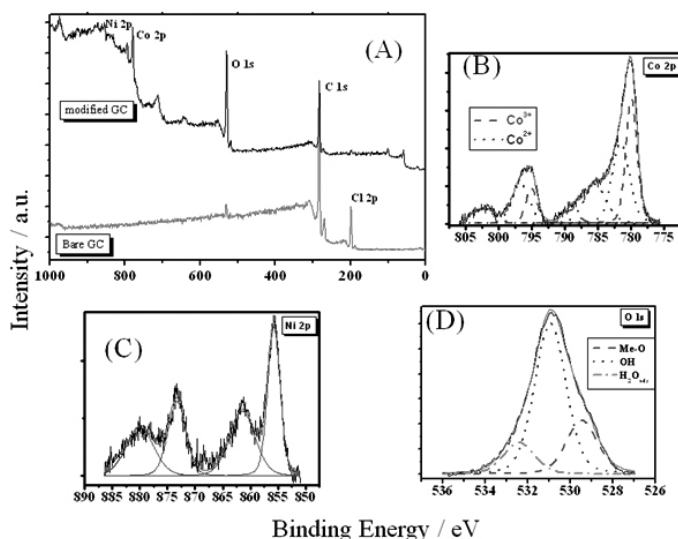 Ni 2p
Co 2p
(A)
O 1s
C 1s
modified GC
Cl 2p
Bare GC
1000 800 600 400 200 0
(B)
Co 2p
Co³⁺
Co²⁺
805 800 795 790 785 780 775
Intensity / a.u.
(C)
Ni 2p
890 885 880 875 870 865 860 855 850
(D)
O 1s
Me-O
OH
H₂Oₐdₛ
536 534 532 530 528 526
Binding Energy / eV